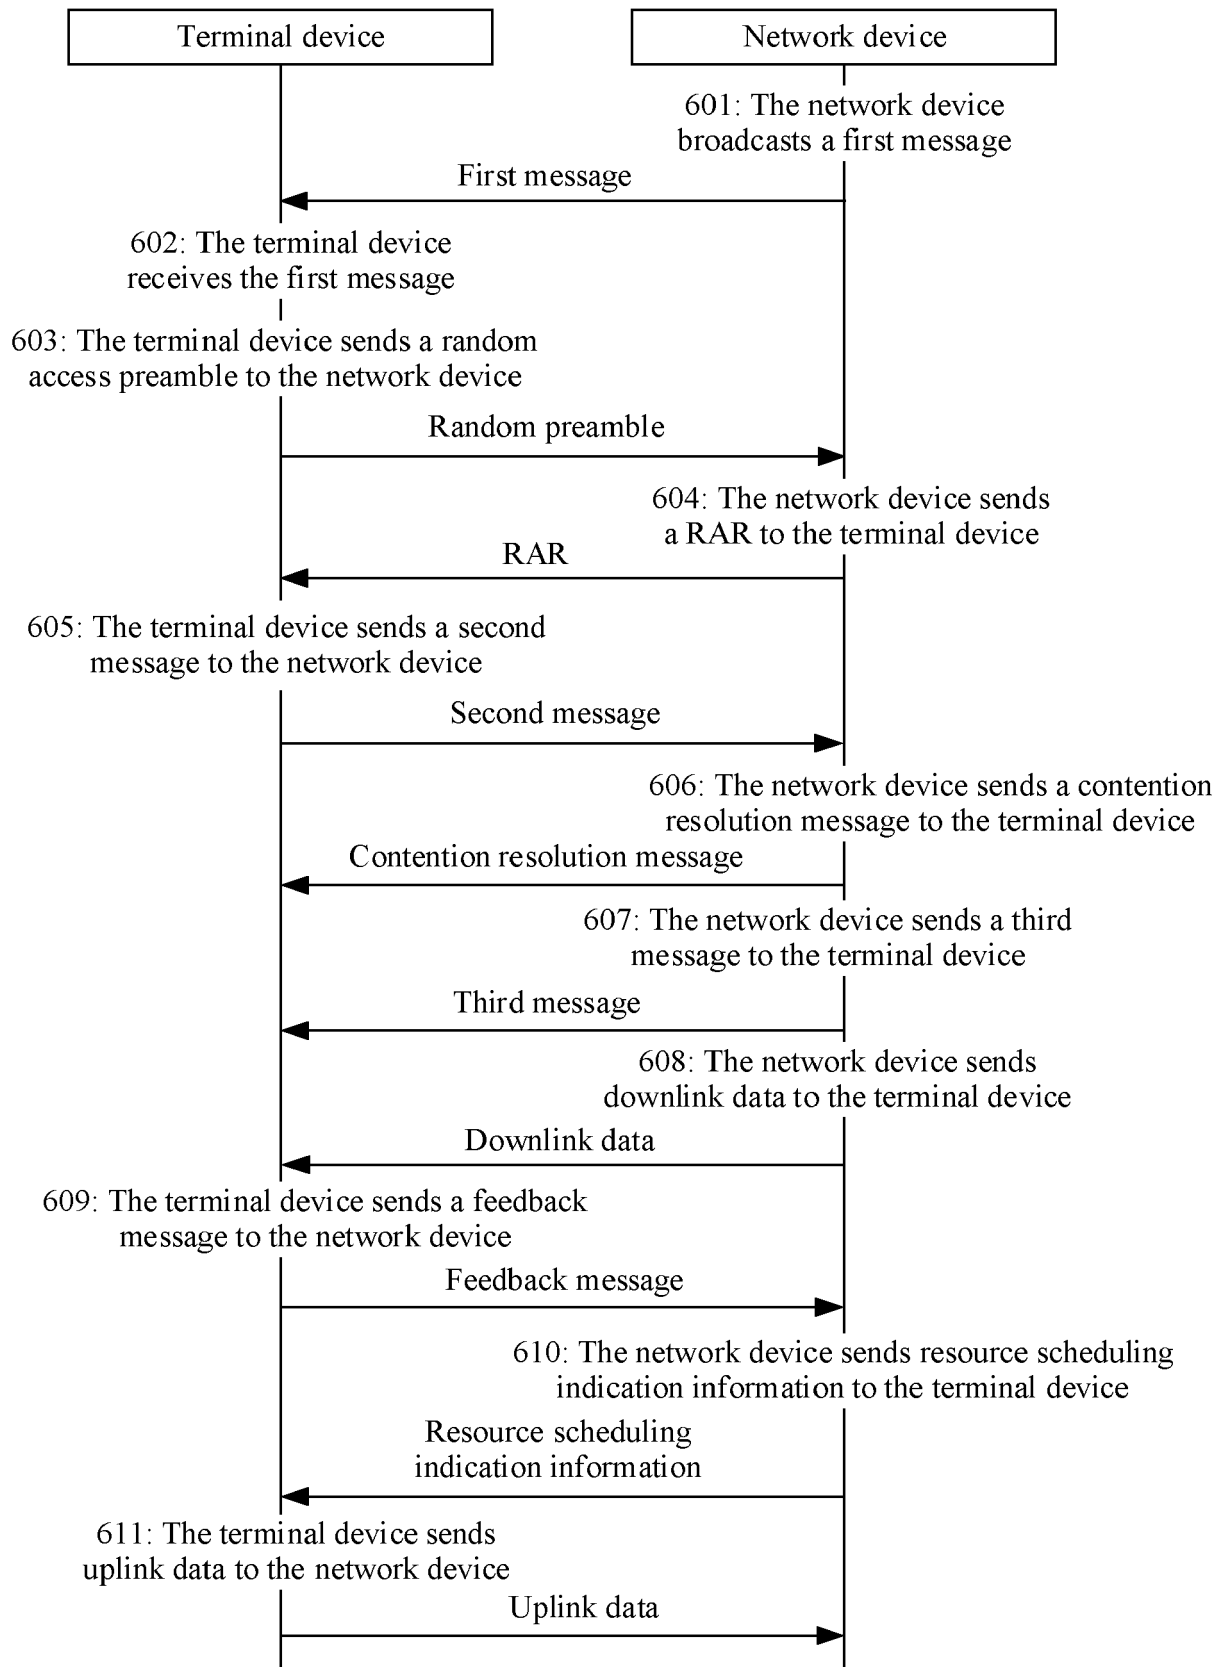 Terminal device
Network device
601: The network device
broadcasts a first message
First message
602: The terminal device
receives the first message
603: The terminal device sends a random
access preamble to the network device
Random preamble
604: The network device sends
a RAR to the terminal device
RAR
605: The terminal device sends a second
message to the network device
Second message
606: The network device sends a contention
resolution message to the terminal device
Contention resolution message
607: The network device sends a third
message to the terminal device
Third message
608: The network device sends
downlink data to the terminal device
Downlink data
609: The terminal device sends a feedback
message to the network device
Feedback message
610: The network device sends resource scheduling
indication information to the terminal device
Resource scheduling
indication information
611: The terminal device sends
uplink data to the network device
Uplink data